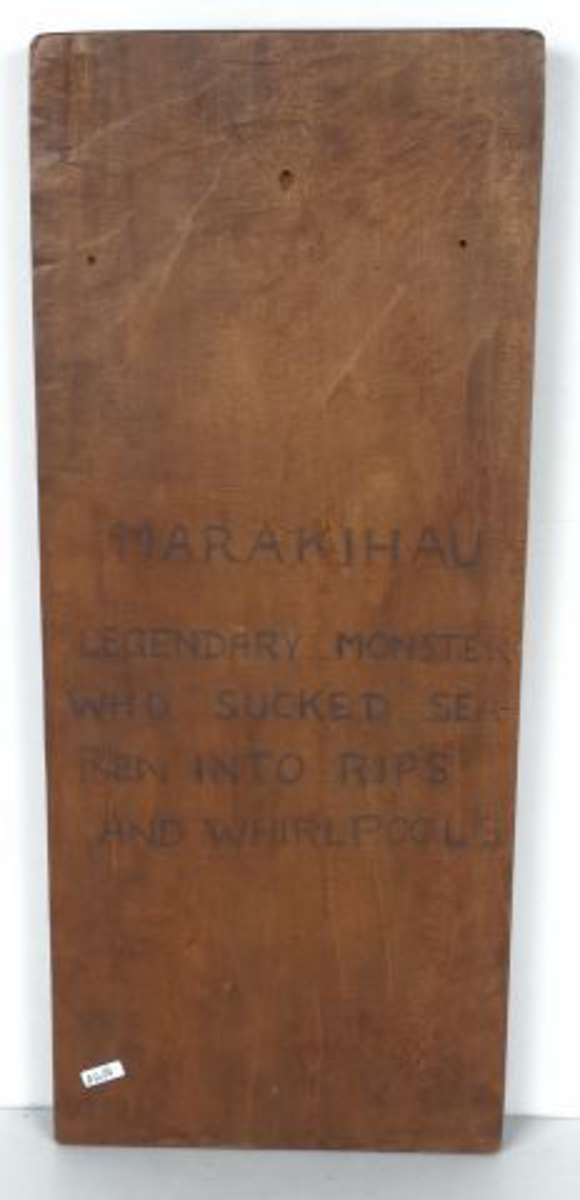 MARAKIHAU
LEGENDARY MONSTER
WHO SUCKED SEA-
MEN INTO RIPS
AND WHIRLPOOLS